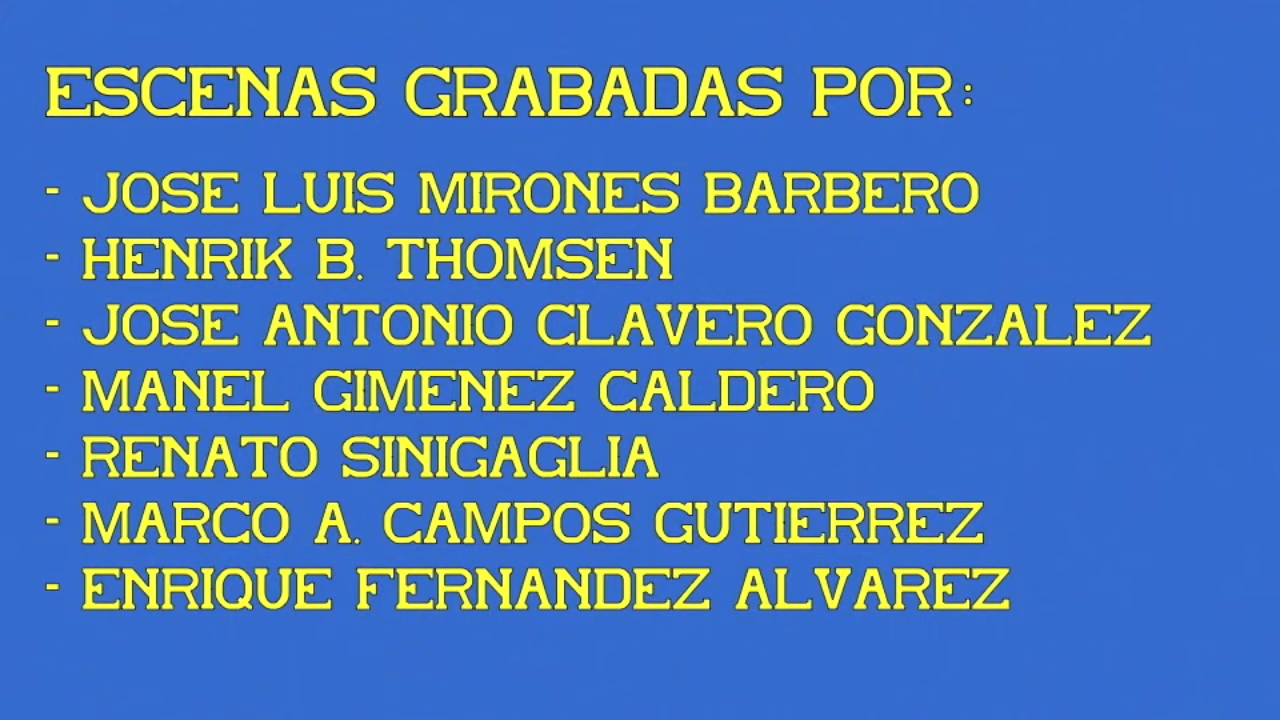 ESCENAS GRABADAS POR:
- JOSE LUIS MIRONES BARBERO
- HENRIK B. THOMSEN
- JOSE ANTONIO CLAVERO GONZALEZ
- MANEL GIMENEZ CALDERO
- RENATO SINIGAGLIA
- MARCO A. CAMPOS GUTIERREZ
- ENRIQUE FERNANDEZ ALVAREZ